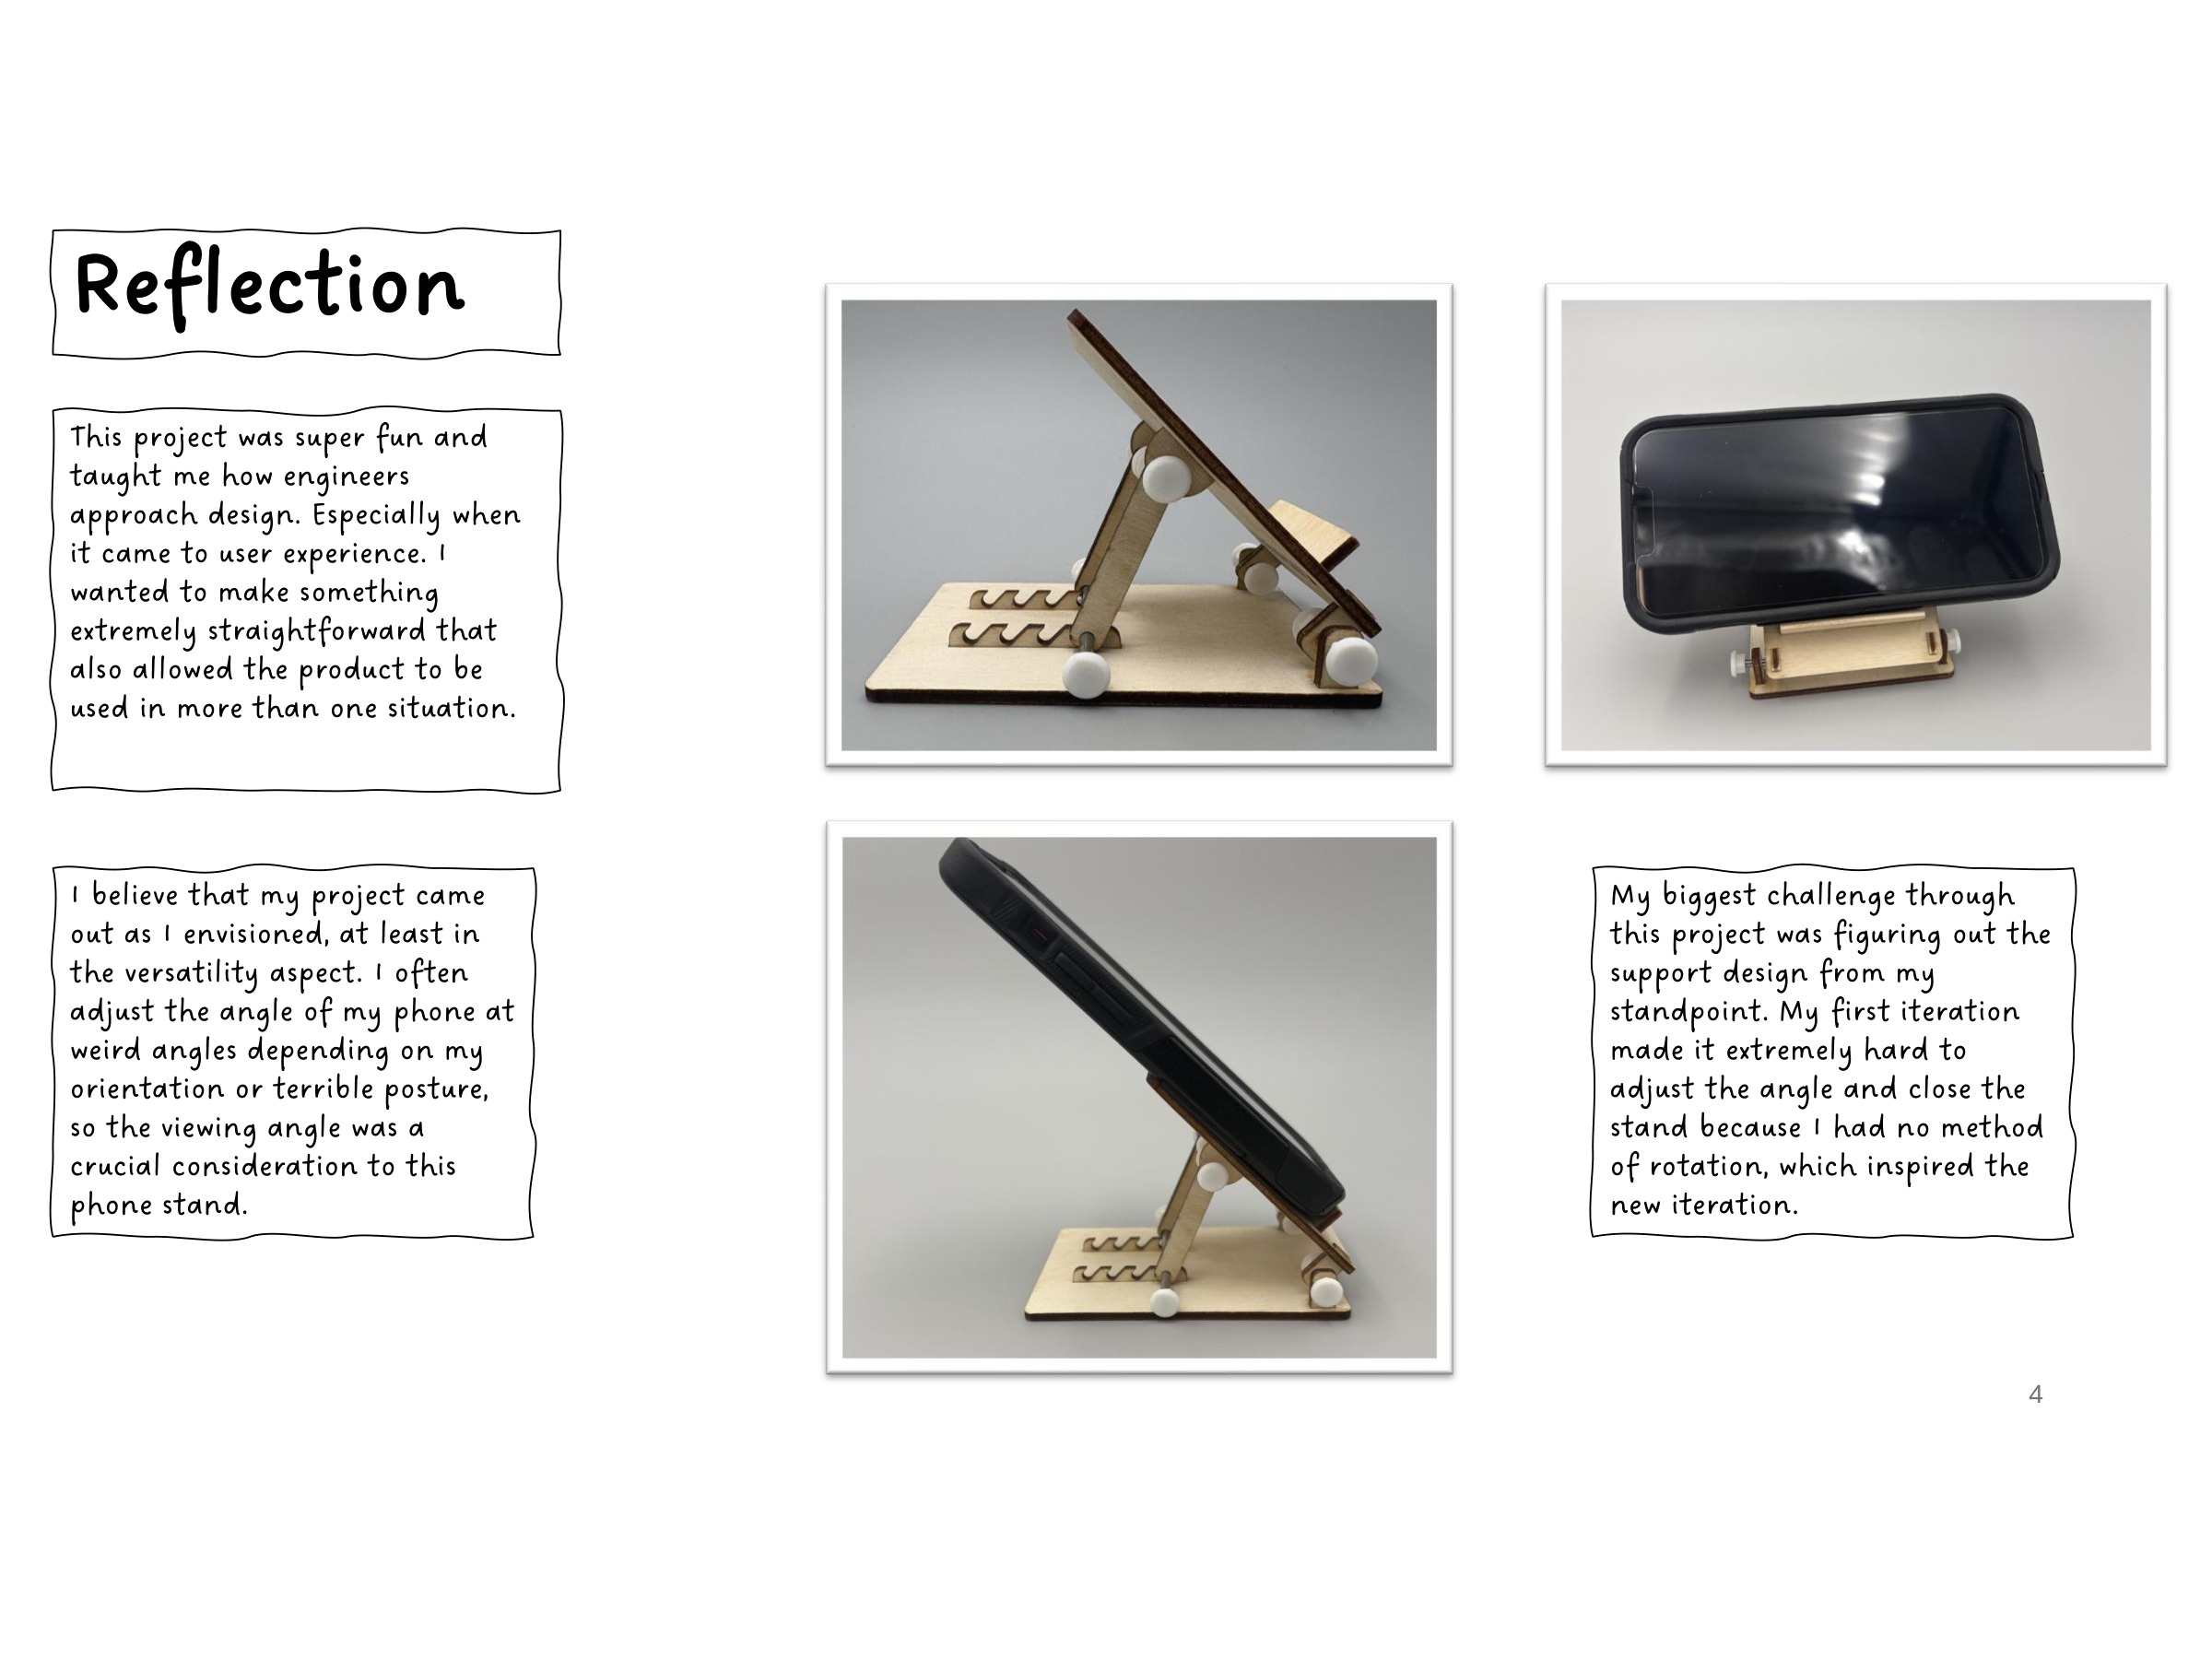 Reflection
This project was super fun and
taught me how engineers
approach design. Especially when
it came to user experience. I
wanted to make something
extremely straightforward that
also allowed the product to be
used in more than one situation.
I believe that my project came
out as I envisioned, at least in
the versatility aspect. I often
adjust the angle of my phone at
weird angles depending on my
orientation or terrible posture,
so the viewing angle was a
crucial consideration to this
phone stand.
My biggest challenge through
this project was figuring out the
support design from my
standpoint. My first iteration
made it extremely hard to
adjust the angle and close the
stand because I had no method
of rotation, which inspired the
new iteration.
4